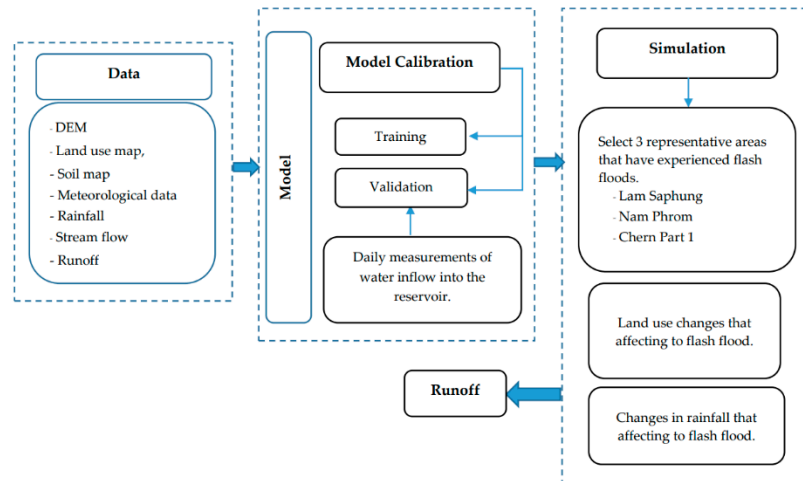 Data
- DEM
- Land use map,
- Soil map
- Meteorological data
- Rainfall
- Stream flow
- Runoff
Model
Model Calibration
Training
Validation
Daily measurements of
water inflow into the
reservoir.
Simulation
Select 3 representative areas
that have experienced flash
floods.
- Lam Saphung
- Nam Phrom
- Chern Part 1
Land use changes that
affecting to flash flood.
Changes in rainfall that
affecting to flash flood.
Runoff